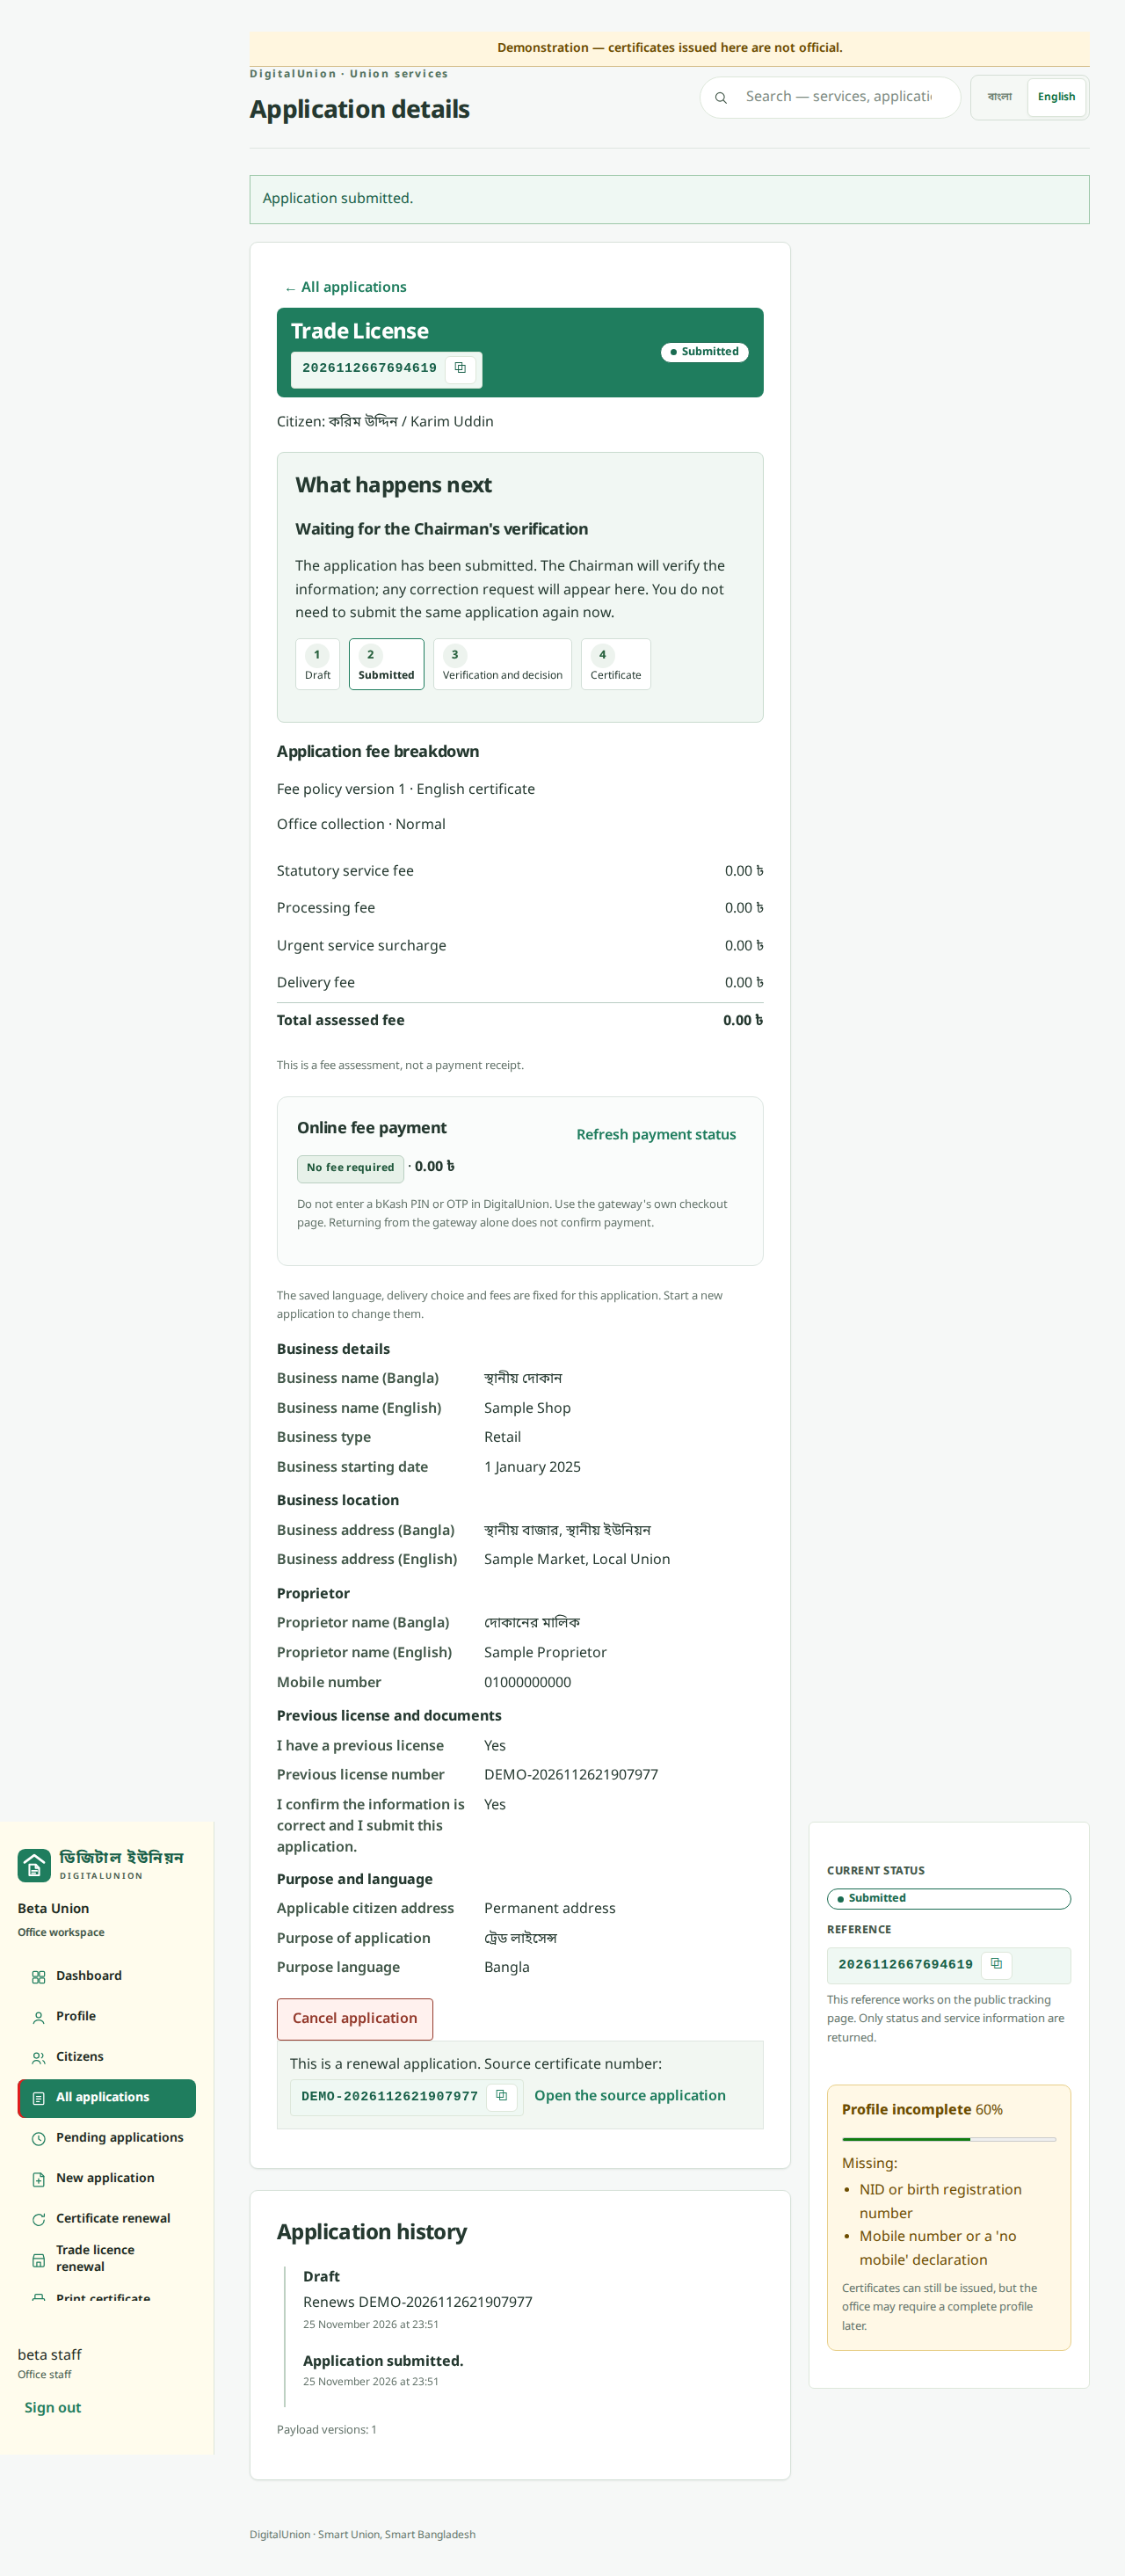 Demonstration — certificates issued here are not official.
DigitalUnion · Union services
Application details
Search — services, applicati
বাংলা
English
Application submitted.
← All applications
Trade License
2026112667694619
Submitted
Citizen: করিম উদ্দিন / Karim Uddin
What happens next
Waiting for the Chairman's verification
The application has been submitted. The Chairman will verify the
information; any correction request will appear here. You do not
need to submit the same application again now.
1
Draft
2
Submitted
3
Verification and decision
4
Certificate
Application fee breakdown
Fee policy version 1 · English certificate
Office collection · Normal
Statutory service fee 0.00 ৳
Processing fee 0.00 ৳
Urgent service surcharge 0.00 ৳
Delivery fee 0.00 ৳
Total assessed fee 0.00 ৳
This is a fee assessment, not a payment receipt.
Online fee payment
Refresh payment status
No fee required · 0.00 ৳
Do not enter a bKash PIN or OTP in DigitalUnion. Use the gateway's own checkout
page. Returning from the gateway alone does not confirm payment.
The saved language, delivery choice and fees are fixed for this application. Start a new
application to change them.
Business details
Business name (Bangla) স্থানীয় দোকান
Business name (English) Sample Shop
Business type Retail
Business starting date 1 January 2025
Business location
Business address (Bangla) স্থানীয় বাজার, স্থানীয় ইউনিয়ন
Business address (English) Sample Market, Local Union
Proprietor
Proprietor name (Bangla) দোকানের মালিক
Proprietor name (English) Sample Proprietor
Mobile number 01000000000
Previous license and documents
I have a previous license Yes
Previous license number DEMO-2026112621907977
I confirm the information is Yes
correct and I submit this
application.
Purpose and language
Applicable citizen address Permanent address
Purpose of application ট্রেড লাইসেন্স
Purpose language Bangla
Cancel application
This is a renewal application. Source certificate number:
DEMO-2026112621907977
Open the source application
Application history
Draft
Renews DEMO-2026112621907977
25 November 2026 at 23:51
Application submitted.
25 November 2026 at 23:51
Payload versions: 1
ডিজিটাল ইউনিয়ন
DIGITALUNION
Beta Union
Office workspace
Dashboard
Profile
Citizens
All applications
Pending applications
New application
Certificate renewal
Trade licence
renewal
Print certificate
beta staff
Office staff
Sign out
CURRENT STATUS
Submitted
REFERENCE
2026112667694619
This reference works on the public tracking
page. Only status and service information are
returned.
Profile incomplete 60%
Missing:
• NID or birth registration
number
• Mobile number or a 'no
mobile' declaration
Certificates can still be issued, but the
office may require a complete profile
later.
DigitalUnion · Smart Union, Smart Bangladesh